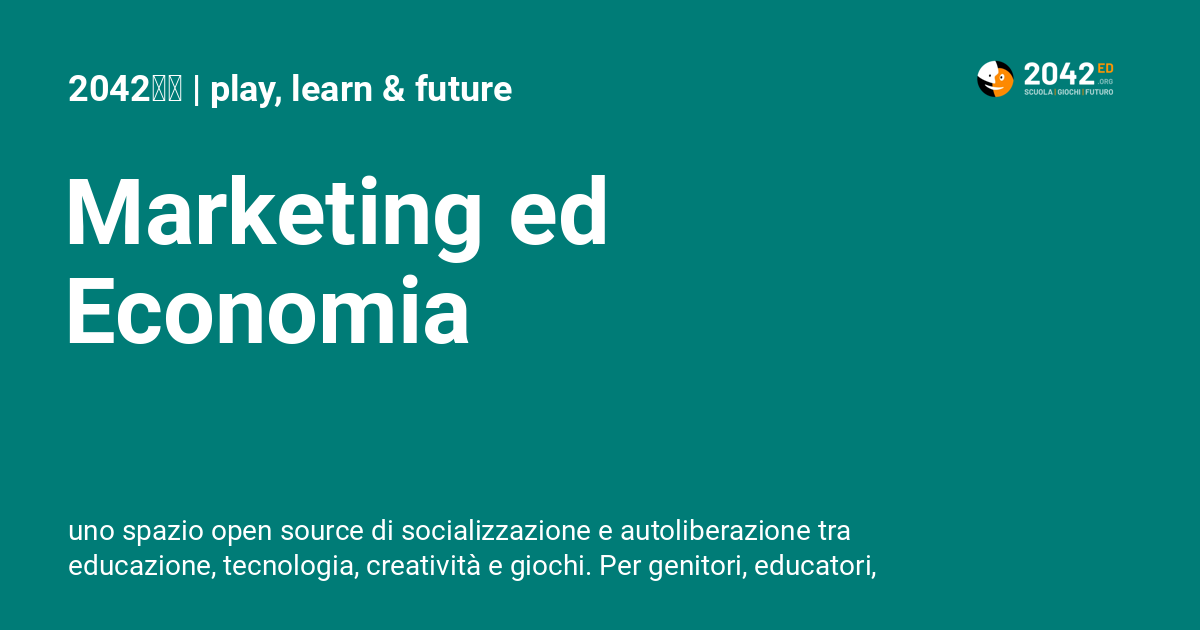 2042 | play, learn & future
2042 ED
.ORG
SCUOLA | GIOCHI | FUTURO
Marketing ed
Economia
uno spazio open source di socializzazione e autoliberazione tra
educazione, tecnologia, creatività e giochi. Per genitori, educatori,